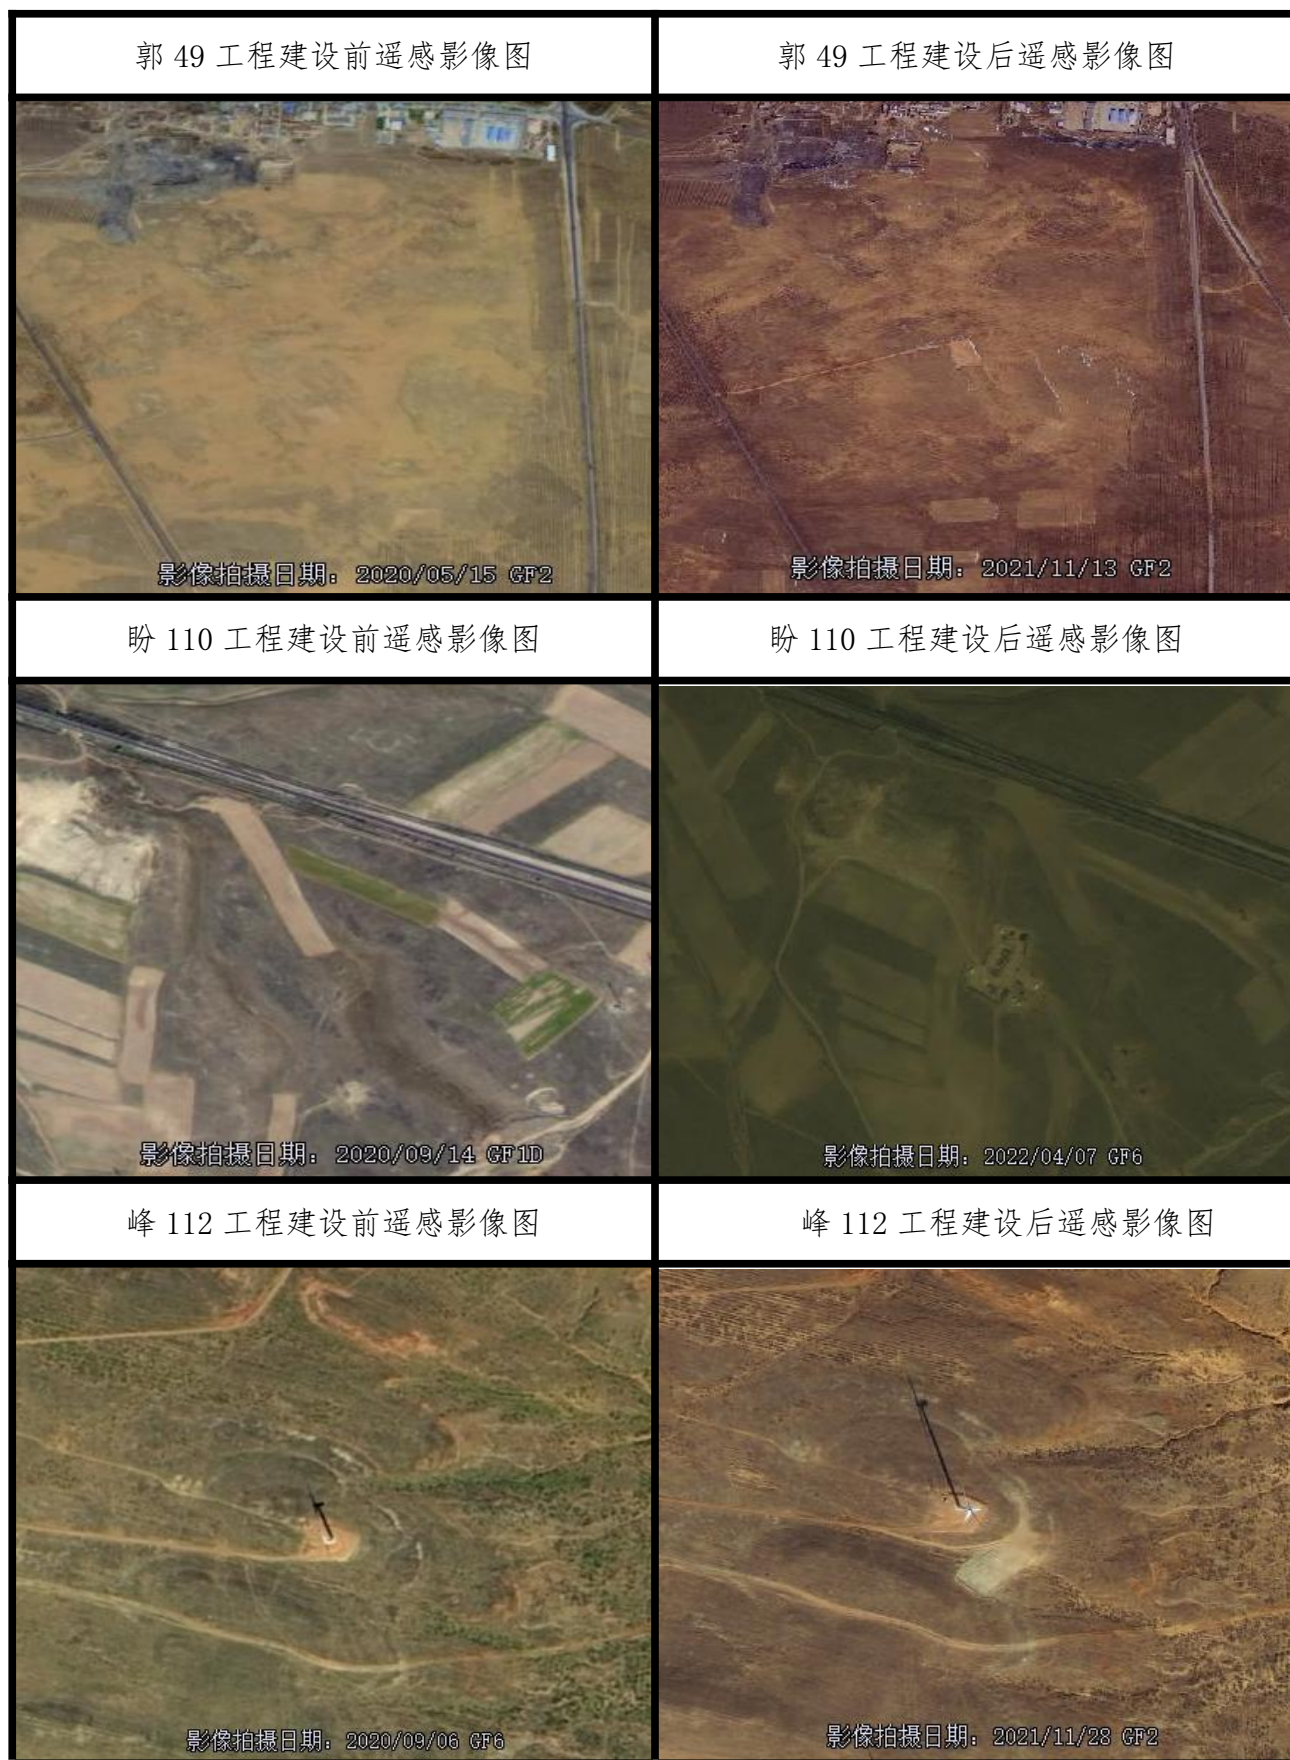 郭 49 工程建设前遥感影像图
郭 49 工程建设后遥感影像图
影像拍摄日期：2020/05/15 GF2
影像拍摄日期：2021/11/13 GF2
盼 110 工程建设前遥感影像图
盼 110 工程建设后遥感影像图
影像拍摄日期：2020/09/14 GF1D
影像拍摄日期：2022/04/07 GF6
峰 112 工程建设前遥感影像图
峰 112 工程建设后遥感影像图
影像拍摄日期：2020/09/06 GF6
影像拍摄日期：2021/11/28 GF2